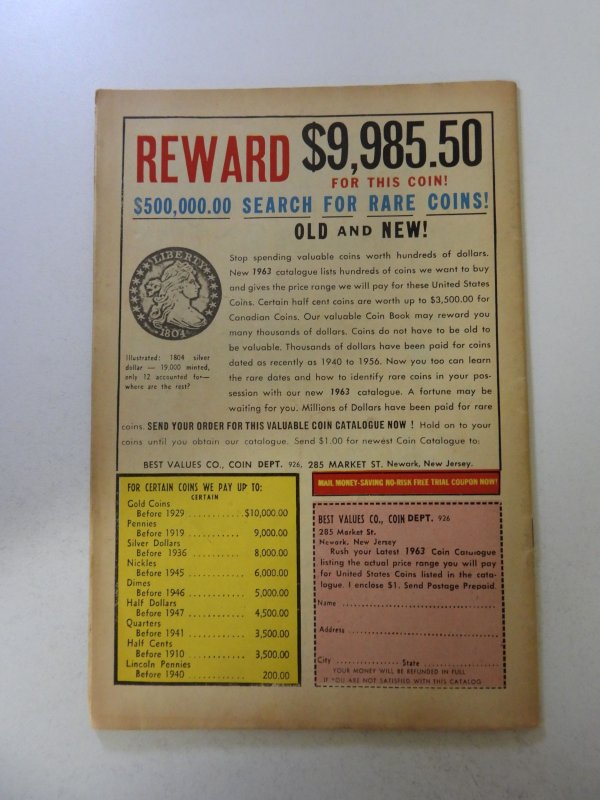 REWARD $9,985.50
FOR THIS COIN!
$500,000.00 SEARCH FOR RARE COINS!
OLD AND NEW!
LIBERTY
1804
Illustrated: 1804 silver
dollar — 19,000 minted,
only 12 accounted for—
where are the rest?
Stop spending valuable coins worth hundreds of dollars.
New 1963 catalogue lists hundreds of coins we want to buy
and gives the price range we will pay for these United States
Coins. Certain half cent coins are worth up to $3,500.00 for
Canadian Coins. Our valuable Coin Book may reward you
many thousands of dollars. Coins do not have to be old to
be valuable. Thousands of dollars have been paid for coins
dated as recently as 1940 to 1956. Now you too can learn
the rare dates and how to identify rare coins in your pos-
session with our new 1963 catalogue. A fortune may be
waiting for you. Millions of Dollars have been paid for rare
coins. SEND YOUR ORDER FOR THIS VALUABLE COIN CATALOGUE NOW ! Hold on to your
coins until you obtain our catalogue. Send $1.00 for newest Coin Catalogue to:
BEST VALUES CO., COIN DEPT. 926, 285 MARKET ST. Newark, New Jersey.
FOR CERTAIN COINS WE PAY UP TO:
CERTAIN
Gold Coins
Before 1929 ............$10,000.00
Pennies
Before 1919 ........... 9,000.00
Silver Dollars
Before 1936 ........... 8,000.00
Nickles
Before 1945 ............ 6,000.00
Dimes
Before 1946 ............ 5,000.00
Half Dollars
Before 1947 ............ 4,500.00
Quarters
Before 1941 ............ 3,500.00
Half Cents
Before 1910 ............ 3,500.00
Lincoln Pennies
Before 1940 ............ 200.00
MAIL MONEY-SAVING NO-RISK FREE TRIAL COUPON NOW!
BEST VALUES CO., COIN DEPT. 926
285 Market St.
Newark, New Jersey
Rush your Latest 1963 Coin Catalogue
listing the actual price range you will pay
for United States Coins listed in the cata-
logue. I enclose $1. Send Postage Prepaid.
Name
Address
City ................ State
YOUR MONEY WILL BE REFUNDED IN FULL
IF YOU ARE NOT SATISFIED WITH THIS CATALOG